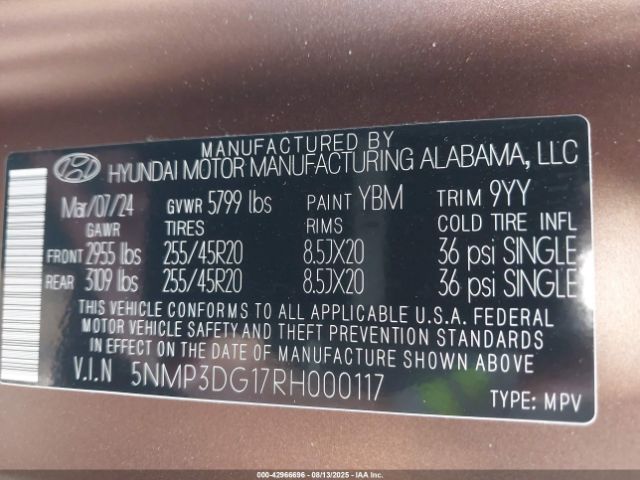 MANUFACTURED BY
HYUNDAI MOTOR MANUFACTURING ALABAMA, LLC
Mar/07/24 GVWR 5799 lbs PAINT YBM TRIM 9YY
GAWR TIRES RIMS COLD TIRE INFL
FRONT 2955 lbs 255/45R20 8.5JX20 36 psi SINGLE
REAR 3109 lbs 255/45R20 8.5JX20 36 psi SINGLE
THIS VEHICLE CONFORMS TO ALL APPLICABLE U.S.A. FEDERAL
MOTOR VEHICLE SAFETY AND THEFT PREVENTION STANDARDS
IN EFFECT ON THE DATE OF MANUFACTURE SHOWN ABOVE
V.I.N 5NMP3DG17RH000117
TYPE: MPV
000-42966696 - 08/13/2025 - IAA Inc.